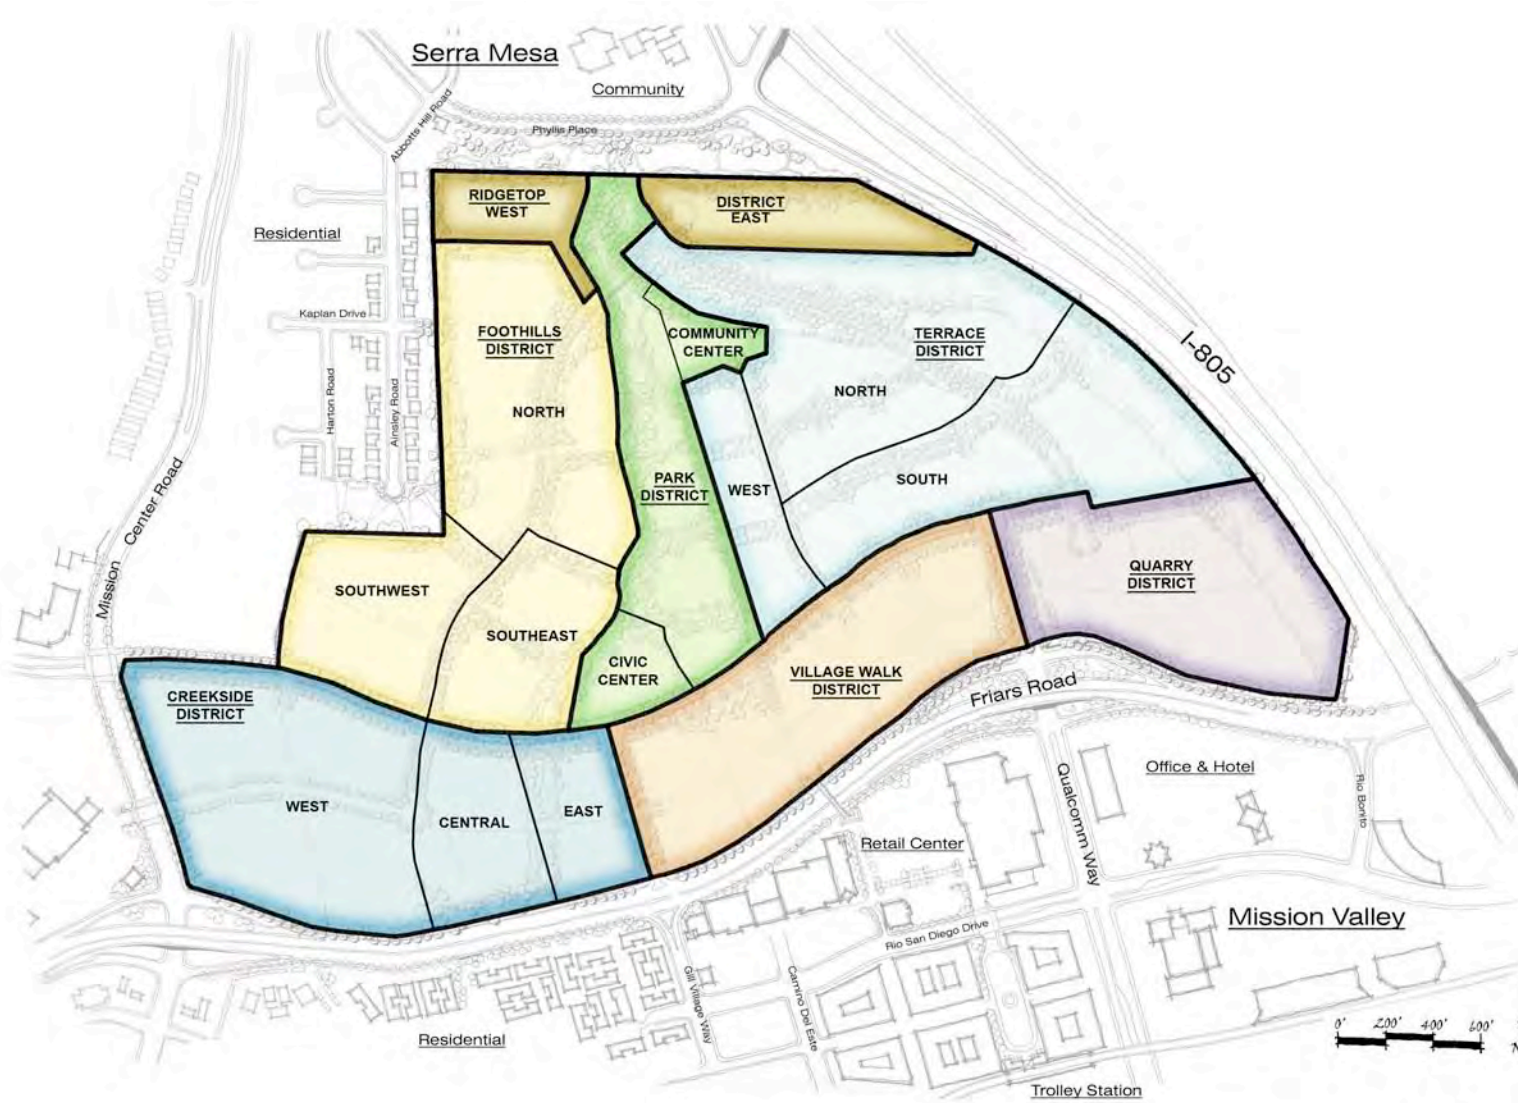 Serra Mesa
Community
Phyllis Place
Abbotts Hill Road
RIDGETOP
WEST
DISTRICT
EAST
Residential
Kaplan Drive
Harton Road
Ainsley Road
FOOTHILLS
DISTRICT
NORTH
COMMUNITY
CENTER
TERRACE
DISTRICT
NORTH
I-805
Mission Center Road
PARK
DISTRICT
WEST
SOUTH
SOUTHWEST
SOUTHEAST
QUARRY
DISTRICT
CIVIC
CENTER
VILLAGE WALK
DISTRICT
Friars Road
CREEKSIDE
DISTRICT
WEST
CENTRAL
EAST
Qualcomm Way
Office & Hotel
Rio Bonito
Retail Center
Mission Valley
Rio San Diego Drive
Gill Village Way
Camino Del Este
Residential
Trolley Station
0' 200' 400' 600'